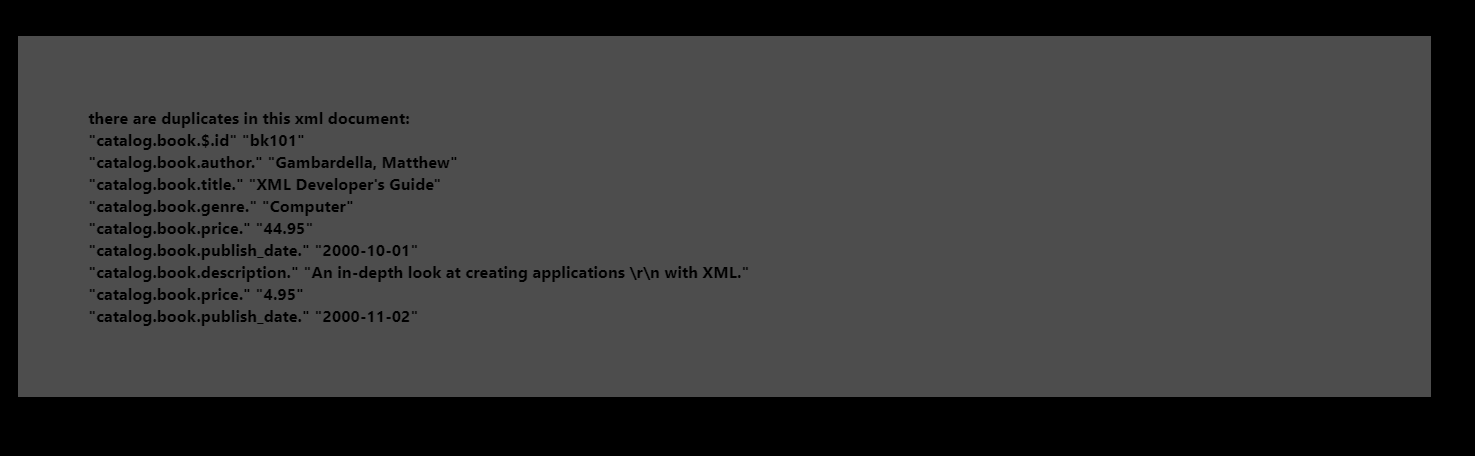 there are duplicates in this xml document:
"catalog.book.$.id" "bk101"
"catalog.book.author." "Gambardella, Matthew"
"catalog.book.title." "XML Developer's Guide"
"catalog.book.genre." "Computer"
"catalog.book.price." "44.95"
"catalog.book.publish_date." "2000-10-01"
"catalog.book.description." "An in-depth look at creating applications \r\n with XML."
"catalog.book.price." "4.95"
"catalog.book.publish_date." "2000-11-02"